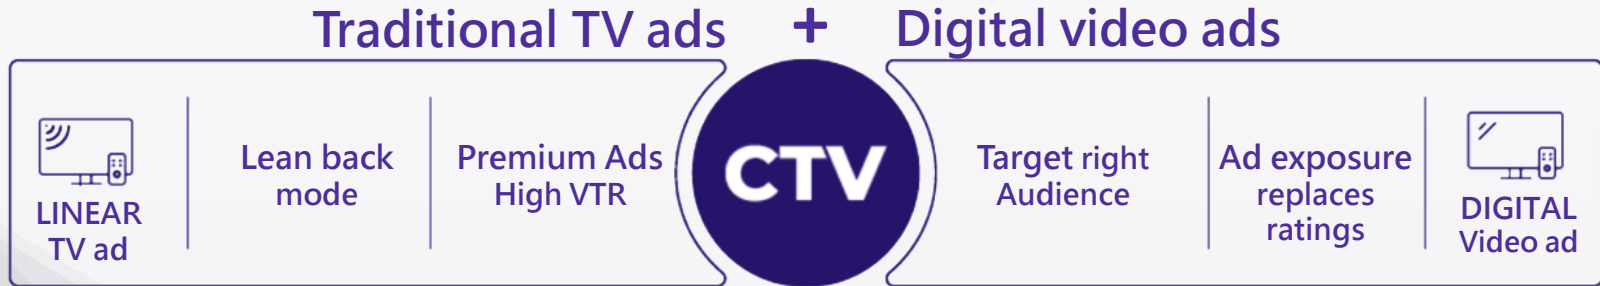 Traditional TV ads + Digital video ads
LINEAR
TV ad
Lean back
mode
Premium Ads
High VTR
CTV
Target right
Audience
Ad exposure
replaces
ratings
DIGITAL
Video ad